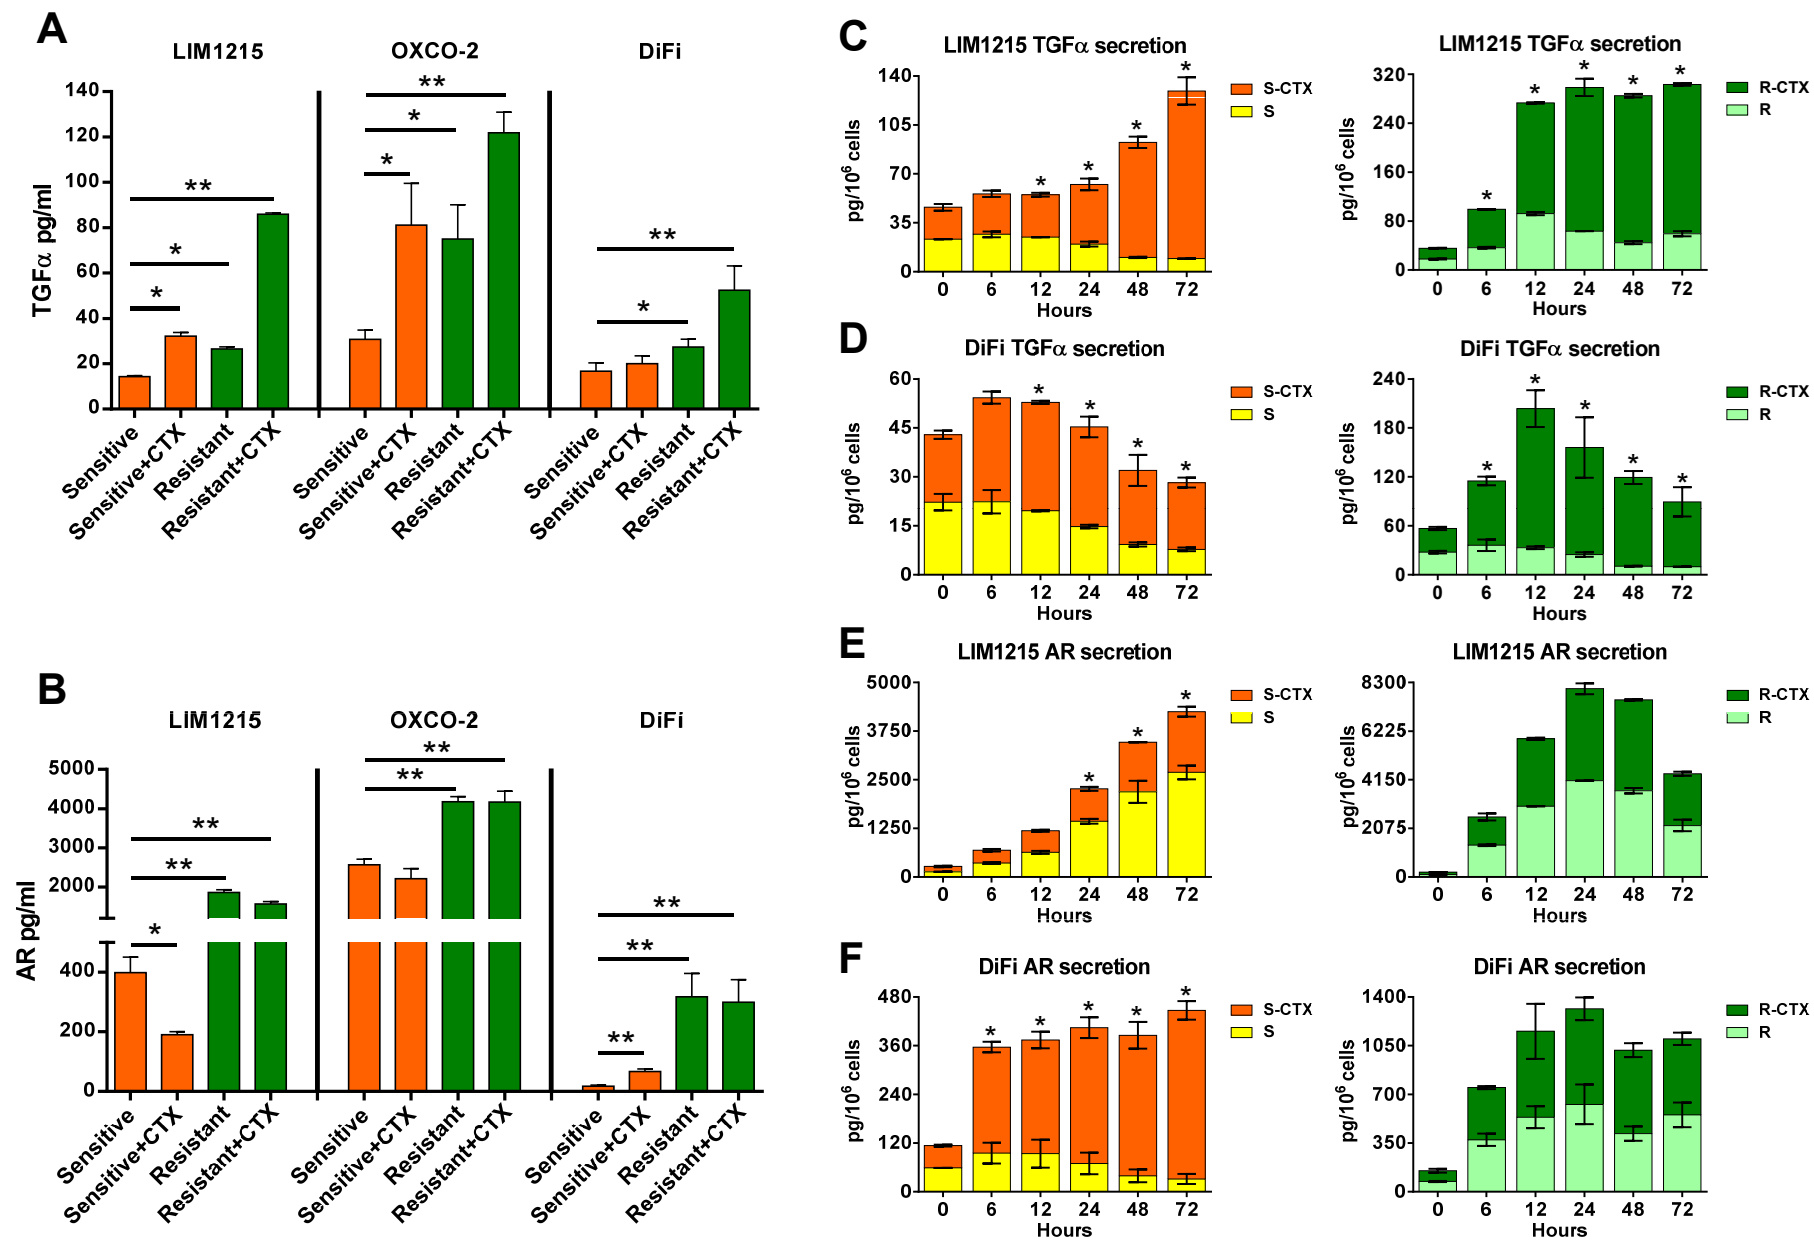 A
LIM1215
OXCO-2
DiFi
TGFα pg/ml
140
120
100
80
60
40
20
0
** * * *
** * *
** *
Sensitive
Sensitive+CTX
Resistant
Resistant+CTX
Sensitive
Sensitive+CTX
Resistant
Resistant+CTX
Sensitive
Sensitive+CTX
Resistant
Resistant+CTX
B
LIM1215
OXCO-2
DiFi
AR pg/ml
5000
4000
3000
2000
400
200
0
** ** *
** **
** ** **
Sensitive
Sensitive+CTX
Resistant
Resistant+CTX
Sensitive
Sensitive+CTX
Resistant
Resistant+CTX
Sensitive
Sensitive+CTX
Resistant
Resistant+CTX
C
LIM1215 TGFα secretion
pg/10⁶ cells
140
105
70
35
0
* * * *
0 6 12 24 48 72
Hours
S-CTX
S
LIM1215 TGFα secretion
pg/10⁶ cells
320
240
160
80
0
* * * * *
0 6 12 24 48 72
Hours
R-CTX
R
D
DiFi TGFα secretion
pg/10⁶ cells
60
45
30
15
0
* * * *
0 6 12 24 48 72
Hours
S-CTX
S
DiFi TGFα secretion
pg/10⁶ cells
240
180
120
60
0
* * * * *
0 6 12 24 48 72
Hours
R-CTX
R
E
LIM1215 AR secretion
pg/10⁶ cells
5000
3750
2500
1250
0
* * *
0 6 12 24 48 72
Hours
S-CTX
S
LIM1215 AR secretion
pg/10⁶ cells
8300
6225
4150
2075
0
0 6 12 24 48 72
Hours
R-CTX
R
F
DiFi AR secretion
pg/10⁶ cells
480
360
240
120
0
* * * * *
0 6 12 24 48 72
Hours
S-CTX
S
DiFi AR secretion
pg/10⁶ cells
1400
1050
700
350
0
0 6 12 24 48 72
Hours
R-CTX
R